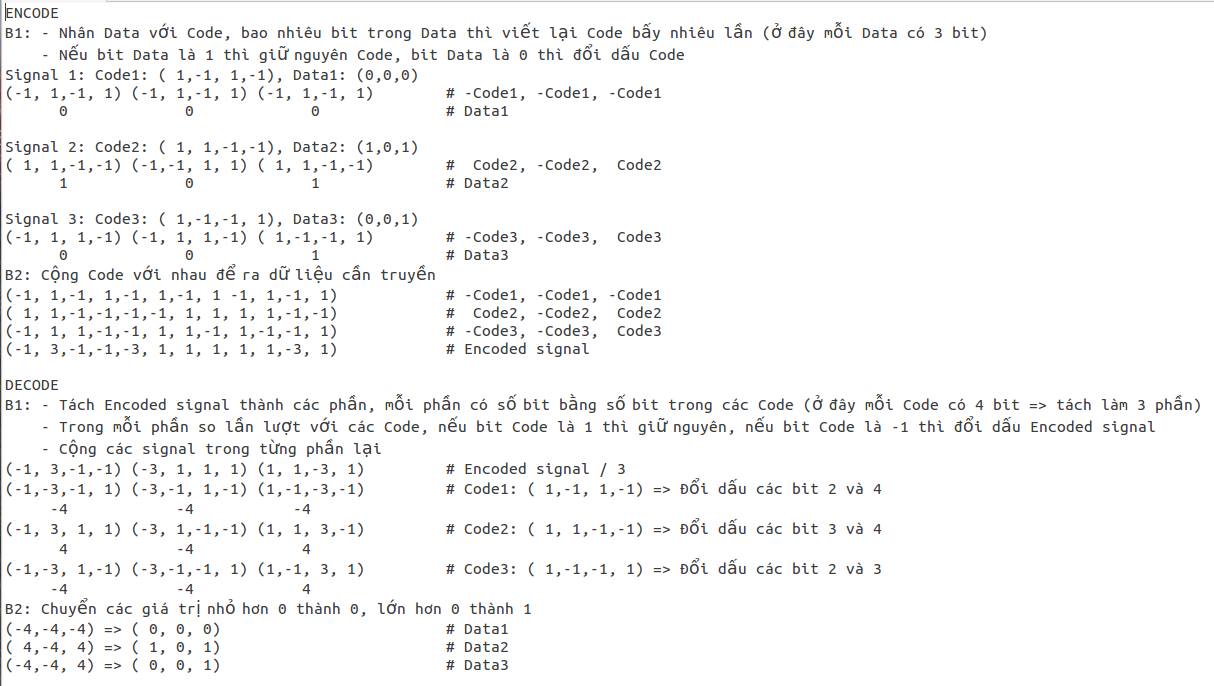 ENCODE
B1: - Nhân Data với Code, bao nhiêu bit trong Data thì viết lại Code bấy nhiêu lần (Ở đây mỗi Data có 3 bit)
    - Nếu bit Data là 1 thì giữ nguyên Code, bit Data là 0 thì đổi dấu Code
Signal 1: Code1: ( 1,-1, 1,-1), Data1: (0,0,0)
(-1, 1,-1, 1) (-1, 1,-1, 1) (-1, 1,-1, 1)        # -Code1, -Code1, -Code1
      0             0             0              # Data1

Signal 2: Code2: ( 1, 1,-1,-1), Data2: (1,0,1)
( 1, 1,-1,-1) (-1,-1, 1, 1) ( 1, 1,-1,-1)        #  Code2, -Code2,  Code2
      1             0             1              # Data2

Signal 3: Code3: ( 1,-1,-1, 1), Data3: (0,0,1)
(-1, 1, 1,-1) (-1, 1, 1,-1) ( 1,-1,-1, 1)        # -Code3, -Code3,  Code3
      0             0             1              # Data3
B2: Cộng Code với nhau để ra dữ liệu cần truyền
(-1, 1,-1, 1,-1, 1,-1, 1 -1, 1,-1, 1)            # -Code1, -Code1, -Code1
( 1, 1,-1,-1,-1,-1, 1, 1, 1, 1,-1,-1)            #  Code2, -Code2,  Code2
(-1, 1, 1,-1,-1, 1, 1,-1, 1,-1,-1, 1)            # -Code3, -Code3,  Code3
(-1, 3,-1,-1,-3, 1, 1, 1, 1, 1,-3, 1)            # Encoded signal

DECODE
B1: - Tách Encoded signal thành các phần, mỗi phần có số bit bằng số bit trong các Code (Ở đây mỗi Code có 4 bit => tách làm 3 phần)
    - Trong mỗi phần so lần lượt với các Code, nếu bit Code là 1 thì giữ nguyên, nếu bit Code là -1 thì đổi dấu Encoded signal
    - Cộng các signal trong từng phần lại
(-1, 3,-1,-1) (-3, 1, 1, 1) (1, 1,-3, 1)         # Encoded signal / 3
(-1,-3,-1, 1) (-3,-1, 1,-1) (1,-1,-3,-1)         # Code1: ( 1,-1, 1,-1) => Đổi dấu các bit 2 và 4
     -4            -4           -4
(-1, 3, 1, 1) (-3, 1,-1,-1) (1, 1, 3,-1)         # Code2: ( 1, 1,-1,-1) => Đổi dấu các bit 3 và 4
      4            -4            4
(-1,-3, 1,-1) (-3,-1,-1, 1) (1,-1, 3, 1)         # Code3: ( 1,-1,-1, 1) => Đổi dấu các bit 2 và 3
     -4            -4            4
B2: Chuyển các giá trị nhỏ hơn 0 thành 0, lớn hơn 0 thành 1
(-4,-4,-4) => ( 0, 0, 0)                         # Data1
( 4,-4, 4) => ( 1, 0, 1)                         # Data2
(-4,-4, 4) => ( 0, 0, 1)                         # Data3